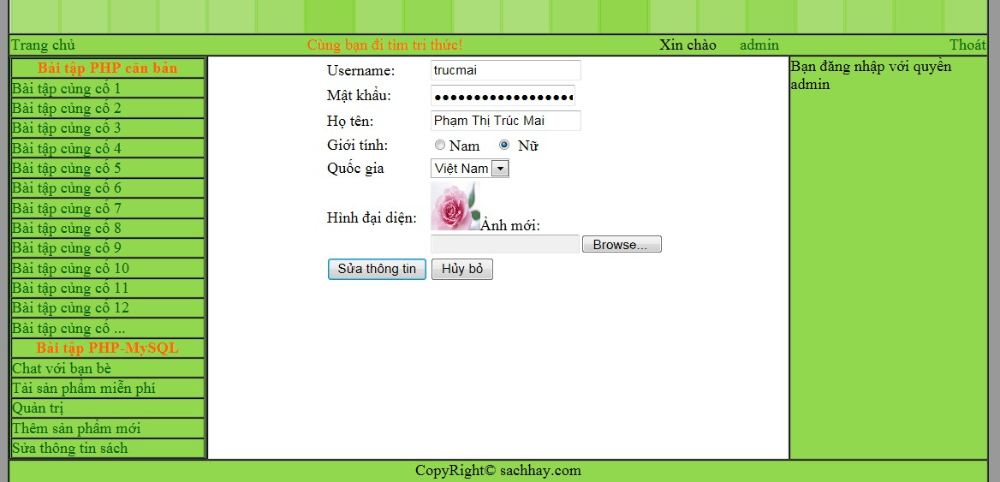 Trang chủ Cùng bạn đi tìm tri thức! Xin chào admin Thoát
Bài tập PHP căn bản
Bài tập củng cố 1
Bài tập củng cố 2
Bài tập củng cố 3
Bài tập củng cố 4
Bài tập củng cố 5
Bài tập củng cố 6
Bài tập củng cố 7
Bài tập củng cố 8
Bài tập củng cố 9
Bài tập củng cố 10
Bài tập củng cố 11
Bài tập củng cố 12
Bài tập củng cố ...
Bài tập PHP-MySQL
Chat với bạn bè
Tải sản phẩm miễn phí
Quản trị
Thêm sản phẩm mới
Sửa thông tin sách
Username: trucmai
Mật khẩu: ●●●●●●●●●●●●●●●●●●
Họ tên: Phạm Thị Trúc Mai
Giới tính: Nam Nữ
Quốc gia Việt Nam
Hình đại diện: Ảnh mới:
Browse...
Sửa thông tin Hủy bỏ
Bạn đăng nhập với quyền
admin
CopyRight© sachhay.com